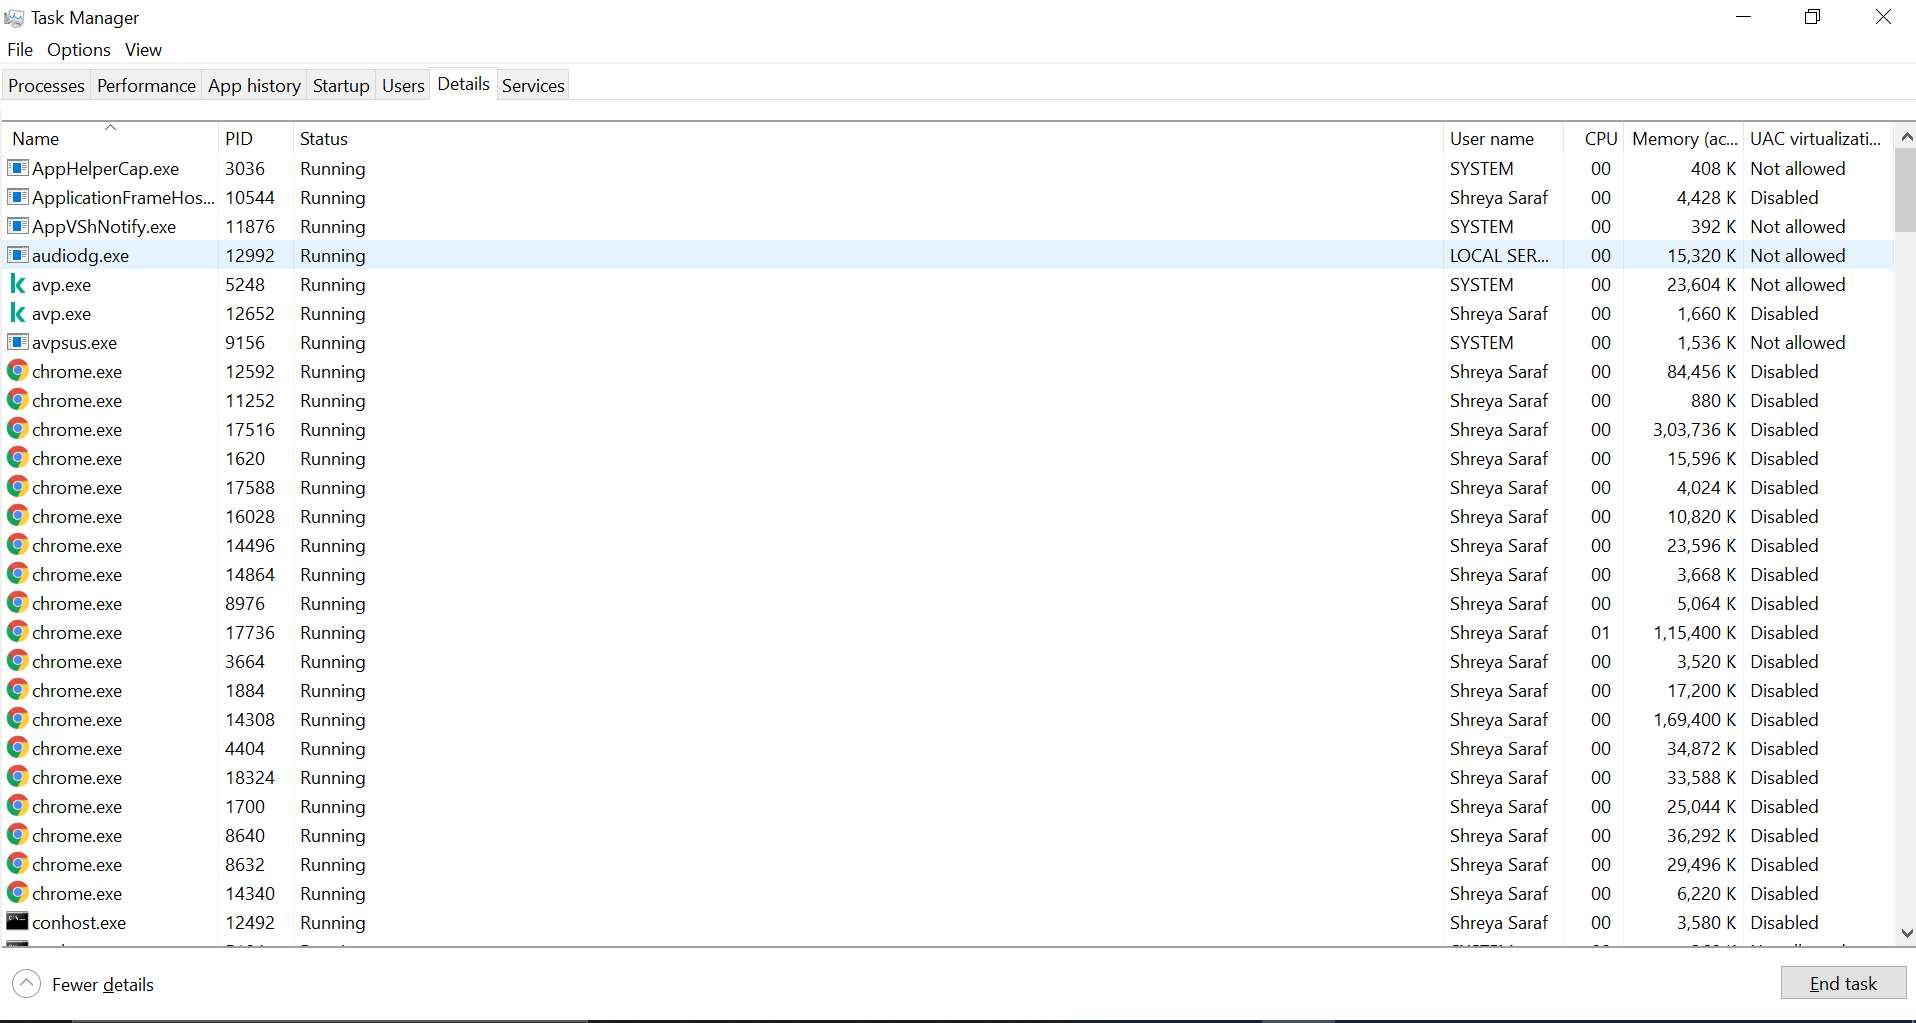 Task Manager
File Options View
Processes Performance App history Startup Users Details Services
Name PID Status User name CPU Memory (ac... UAC virtualizati...
AppHelperCap.exe 3036 Running SYSTEM 00 408 K Not allowed
ApplicationFrameHos... 10544 Running Shreya Saraf 00 4,428 K Disabled
AppVShNotify.exe 11876 Running SYSTEM 00 392 K Not allowed
audiodg.exe 12992 Running LOCAL SER... 00 15,320 K Not allowed
avp.exe 5248 Running SYSTEM 00 23,604 K Not allowed
avp.exe 12652 Running Shreya Saraf 00 1,660 K Disabled
avpsus.exe 9156 Running SYSTEM 00 1,536 K Not allowed
chrome.exe 12592 Running Shreya Saraf 00 84,456 K Disabled
chrome.exe 11252 Running Shreya Saraf 00 880 K Disabled
chrome.exe 17516 Running Shreya Saraf 00 3,03,736 K Disabled
chrome.exe 1620 Running Shreya Saraf 00 15,596 K Disabled
chrome.exe 17588 Running Shreya Saraf 00 4,024 K Disabled
chrome.exe 16028 Running Shreya Saraf 00 10,820 K Disabled
chrome.exe 14496 Running Shreya Saraf 00 23,596 K Disabled
chrome.exe 14864 Running Shreya Saraf 00 3,668 K Disabled
chrome.exe 8976 Running Shreya Saraf 00 5,064 K Disabled
chrome.exe 17736 Running Shreya Saraf 01 1,15,400 K Disabled
chrome.exe 3664 Running Shreya Saraf 00 3,520 K Disabled
chrome.exe 1884 Running Shreya Saraf 00 17,200 K Disabled
chrome.exe 14308 Running Shreya Saraf 00 1,69,400 K Disabled
chrome.exe 4404 Running Shreya Saraf 00 34,872 K Disabled
chrome.exe 18324 Running Shreya Saraf 00 33,588 K Disabled
chrome.exe 1700 Running Shreya Saraf 00 25,044 K Disabled
chrome.exe 8640 Running Shreya Saraf 00 36,292 K Disabled
chrome.exe 8632 Running Shreya Saraf 00 29,496 K Disabled
chrome.exe 14340 Running Shreya Saraf 00 6,220 K Disabled
conhost.exe 12492 Running Shreya Saraf 00 3,580 K Disabled
Fewer details End task